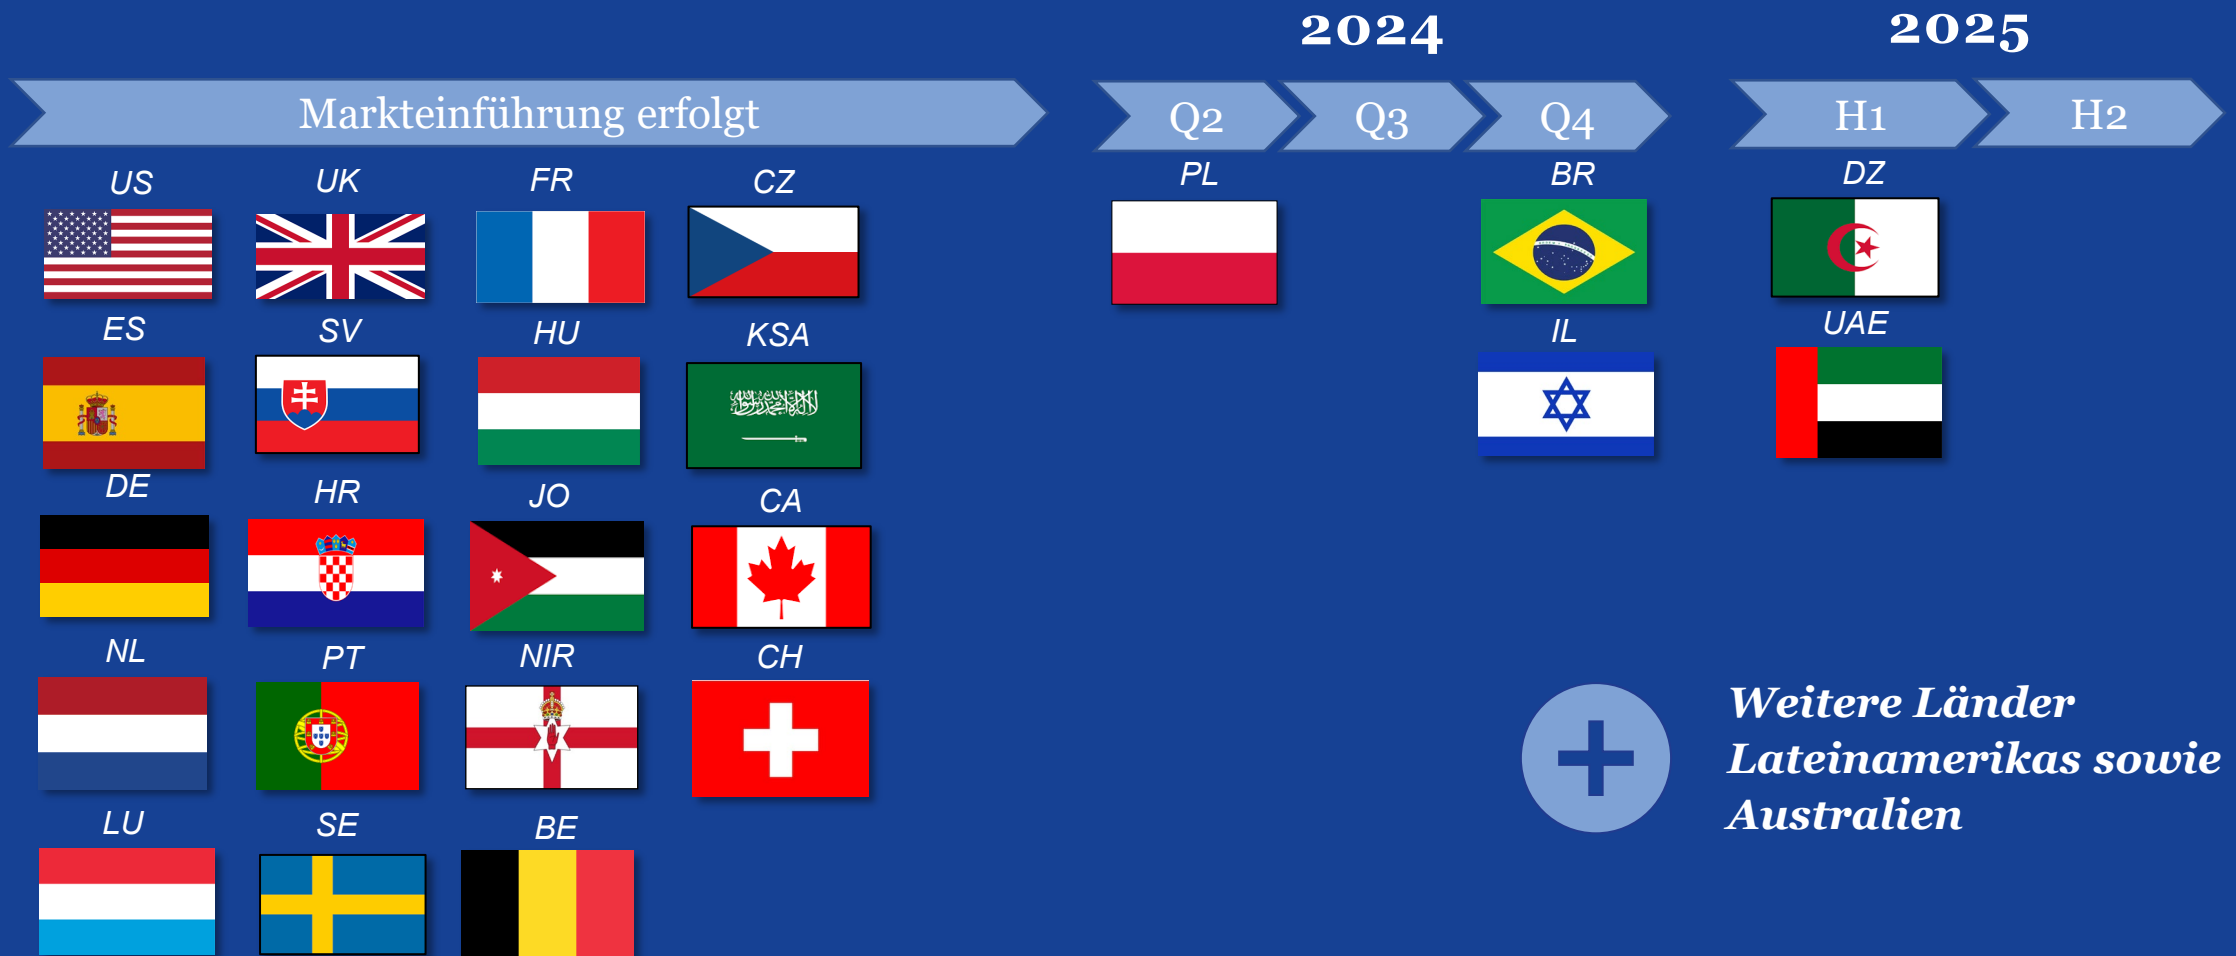 2024
2025
Markteinführung erfolgt
Q2
Q3
Q4
H1
H2
US
UK
FR
CZ
PL
BR
DZ
ES
SV
HU
KSA
IL
UAE
DE
HR
JO
CA
NL
PT
NIR
CH
LU
SE
BE
Weitere Länder
Lateinamerikas sowie
Australien